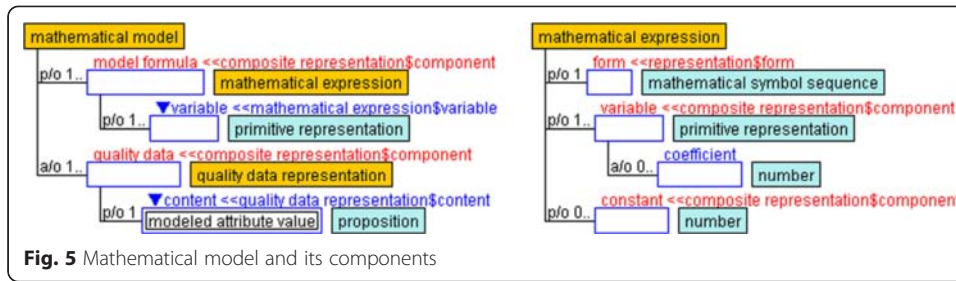 mathematical model
model formula <<composite representation$component
p/o 1..
mathematical expression
▼variable <<mathematical expression$variable
p/o 1..
primitive representation
quality data <<composite representation$component
a/o 1..
quality data representation
▼content <<quality data representation$content
p/o 1
modeled attribute value
proposition
mathematical expression
form <<representation$form
p/o 1
mathematical symbol sequence
variable <<composite representation$component
p/o 1..
primitive representation
coefficient
a/o 0..
number
constant <<composite representation$component
p/o 0..
number
Fig. 5 Mathematical model and its components